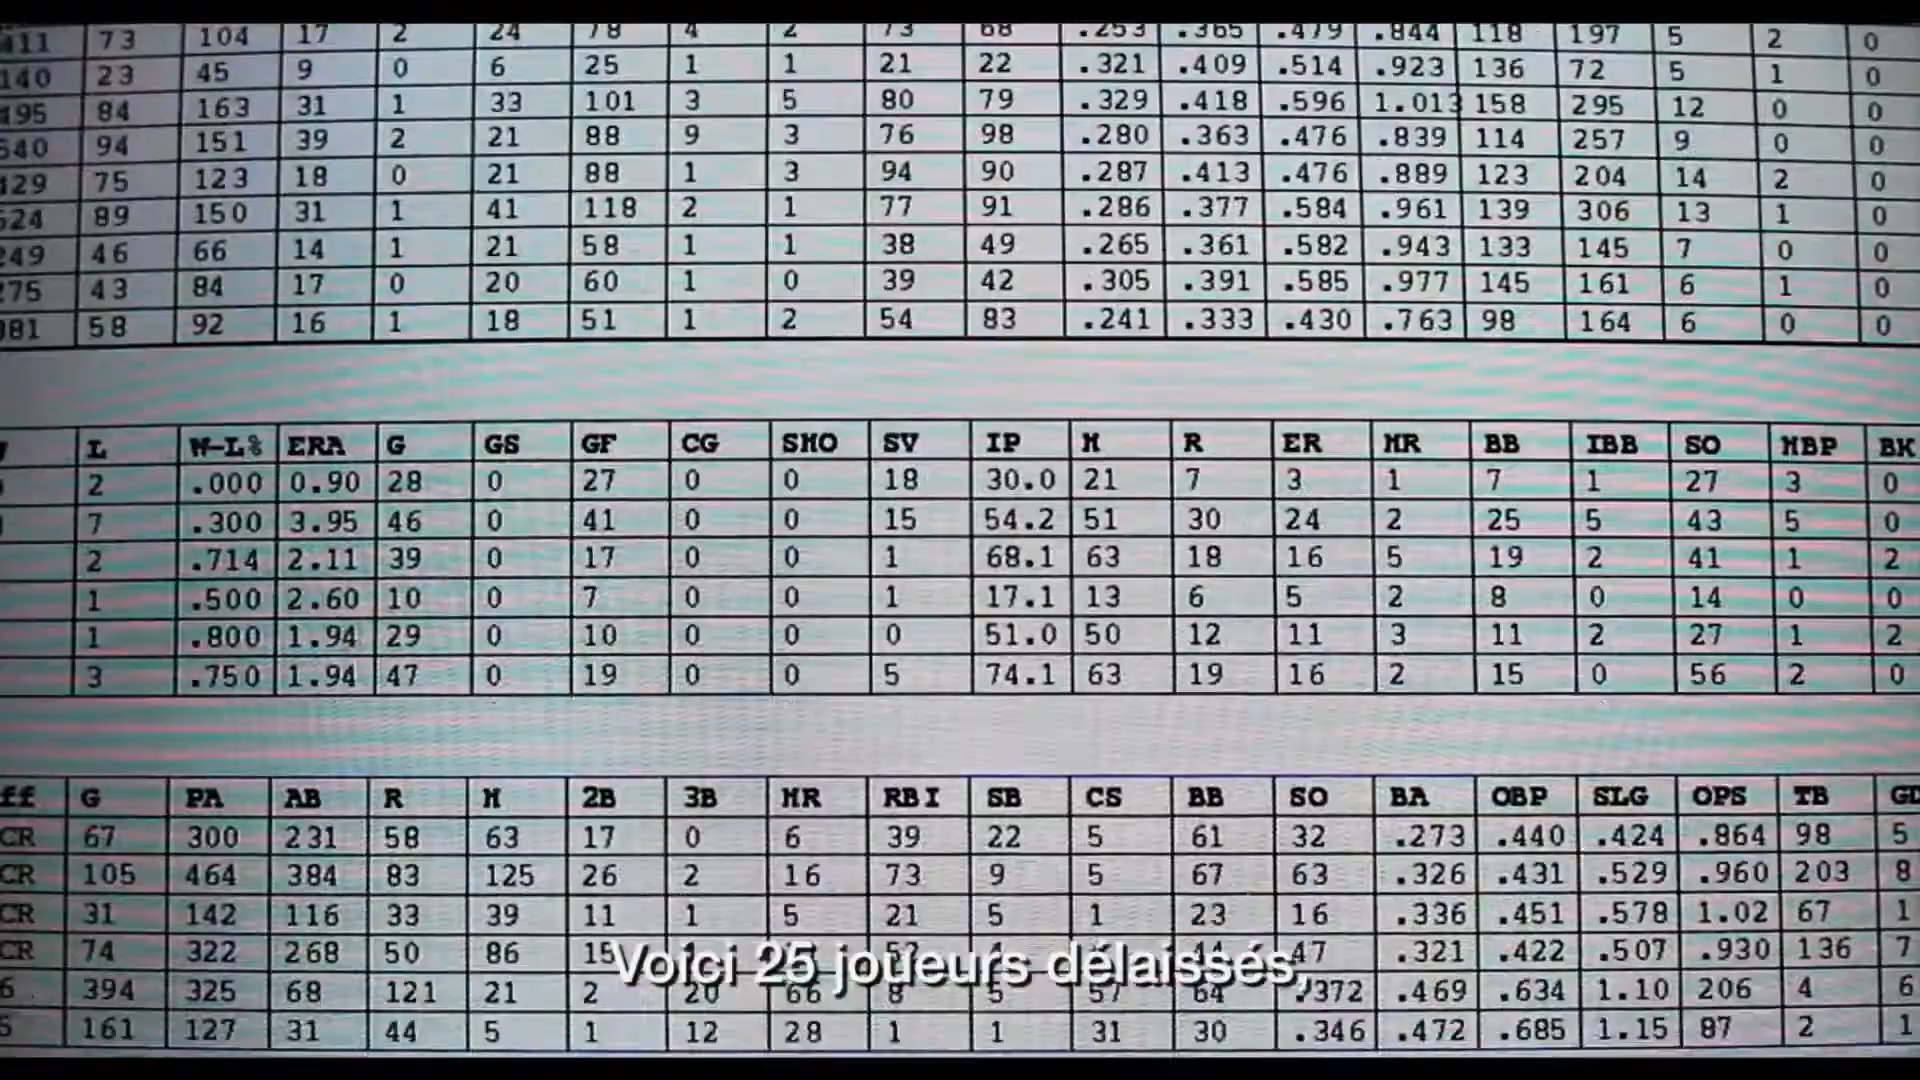 411 73 104 17 2 24 78 4 2 73 68 .253 .365 .479 .844 118 197 5 2 0
140 23 45 9 0 6 25 1 1 21 22 .321 .409 .514 .923 136 72 5 1 0
495 84 163 31 1 33 101 3 5 80 79 .329 .418 .596 1.013 158 295 12 0 0
540 94 151 39 2 21 88 9 3 76 98 .280 .363 .476 .839 114 257 9 0 0
429 75 123 18 0 21 88 1 3 94 90 .287 .413 .476 .889 123 204 14 2 0
524 89 150 31 1 41 118 2 1 77 91 .286 .377 .584 .961 139 306 13 1 0
249 46 66 14 1 21 58 1 1 38 49 .265 .361 .582 .943 133 145 7 0 0
275 43 84 17 0 20 60 1 0 39 42 .305 .391 .585 .977 145 161 6 1 0
381 58 92 16 1 18 51 1 2 54 83 .241 .333 .430 .763 98 164 6 0 0
L W-L% ERA G GS GF CG SHO SV IP H R ER HR BB IBB SO HBP BK
2 .000 0.90 28 0 27 0 0 18 30.0 21 7 3 1 7 1 27 3 0
7 .300 3.95 46 0 41 0 0 15 54.2 51 30 24 2 25 5 43 5 0
2 .714 2.11 39 0 17 0 0 1 68.1 63 18 16 5 19 2 41 1 2
1 .500 2.60 10 0 7 0 0 1 17.1 13 6 5 2 8 0 14 0 0
1 .800 1.94 29 0 10 0 0 0 51.0 50 12 11 3 11 2 27 1 2
3 .750 1.94 47 0 19 0 0 5 74.1 63 19 16 2 15 0 56 2 0
ff G PA AB R H 2B 3B HR RBI SB CS BB SO BA OBP SLG OPS TB GD
CR 67 300 231 58 63 17 0 6 39 22 5 61 32 .273 .440 .424 .864 98 5
CR 105 464 384 83 125 26 2 16 73 9 5 67 63 .326 .431 .529 .960 203 8
CR 31 142 116 33 39 11 1 5 21 5 1 23 16 .336 .451 .578 1.02 67 1
CR 74 322 268 50 86 15 47 .321 .422 .507 .930 136 7
6 394 325 68 121 21 2 20 66 8 5 57 64 .372 .469 .634 1.10 206 4 6
5 161 127 31 44 5 1 12 28 1 1 31 30 .346 .472 .685 1.15 87 2 1
Voici 25 joueurs délaissés,